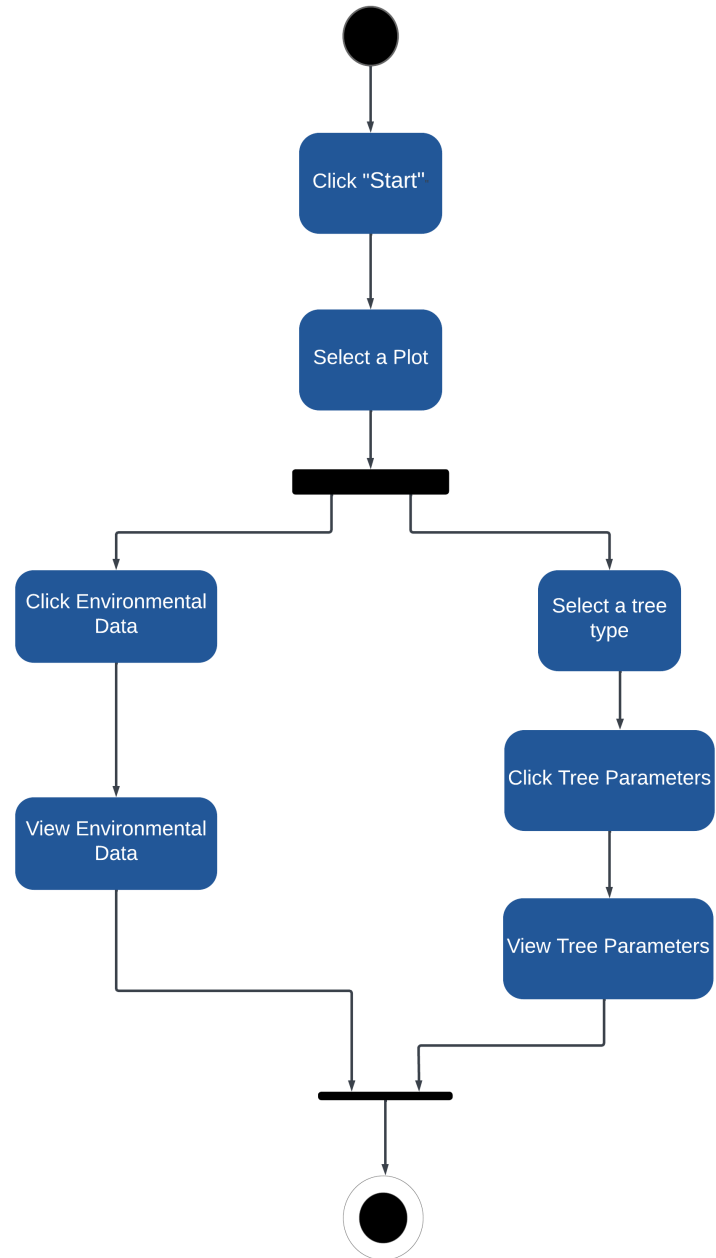 Click "Start"
Select a Plot
Click Environmental
Data
Select a tree
type
Click Tree Parameters
View Environmental
Data
View Tree Parameters